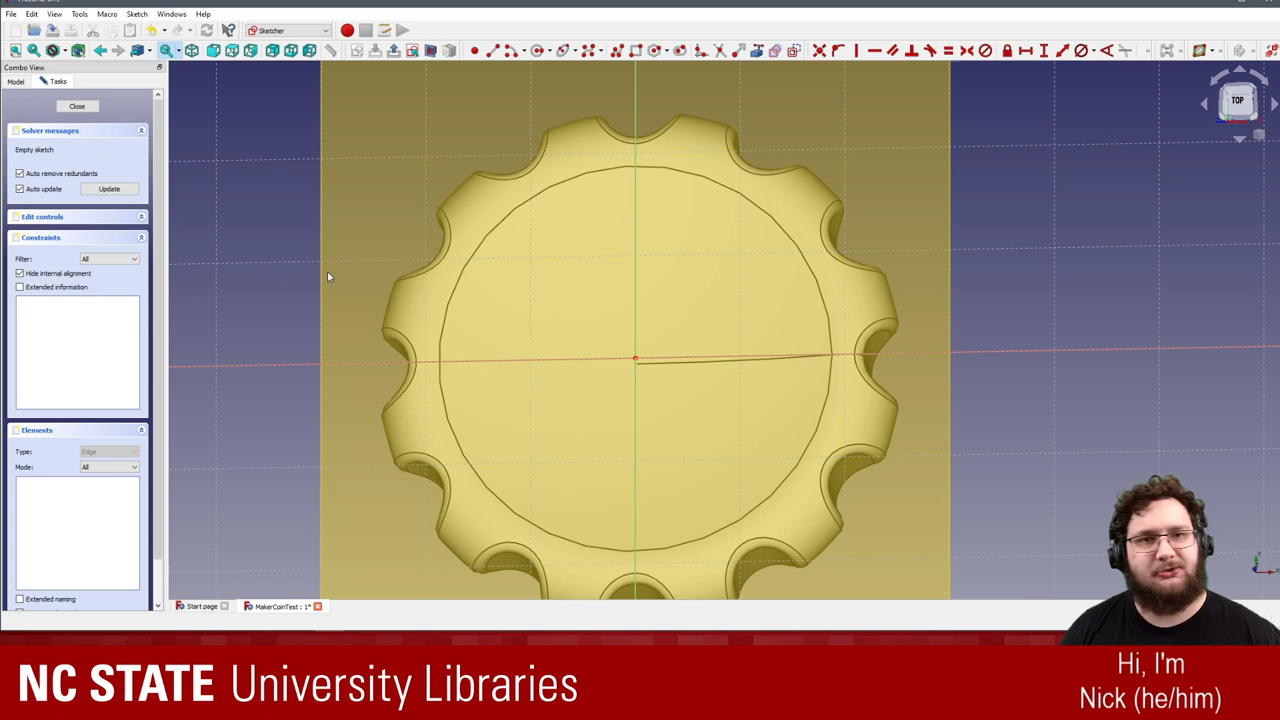 File Edit View Tools Macro Sketch Windows Help
Sketcher
Combo View
Model Tasks
Close
Solver messages
Empty sketch
Auto remove redundants
Auto update Update
Edit controls
Constraints
Filter: All
Hide internal alignment
Extended information
Elements
Type: Edge
Mode: All
Extended naming
TOP
Start page MakerCoinTest : 1*
NC STATE University Libraries
Hi, I'm
Nick (he/him)